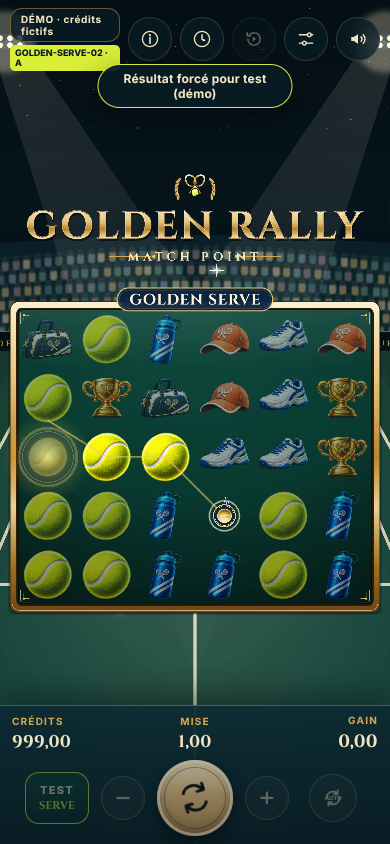 DÉMO · crédits
fictifs
GOLDEN-SERVE-02 ·
A
Résultat forcé pour test
(démo)
GOLDEN RALLY
MATCH POINT
GOLDEN SERVE
CRÉDITS
MISE
GAIN
999,00
1,00
0,00
TEST
SERVE
AUTO